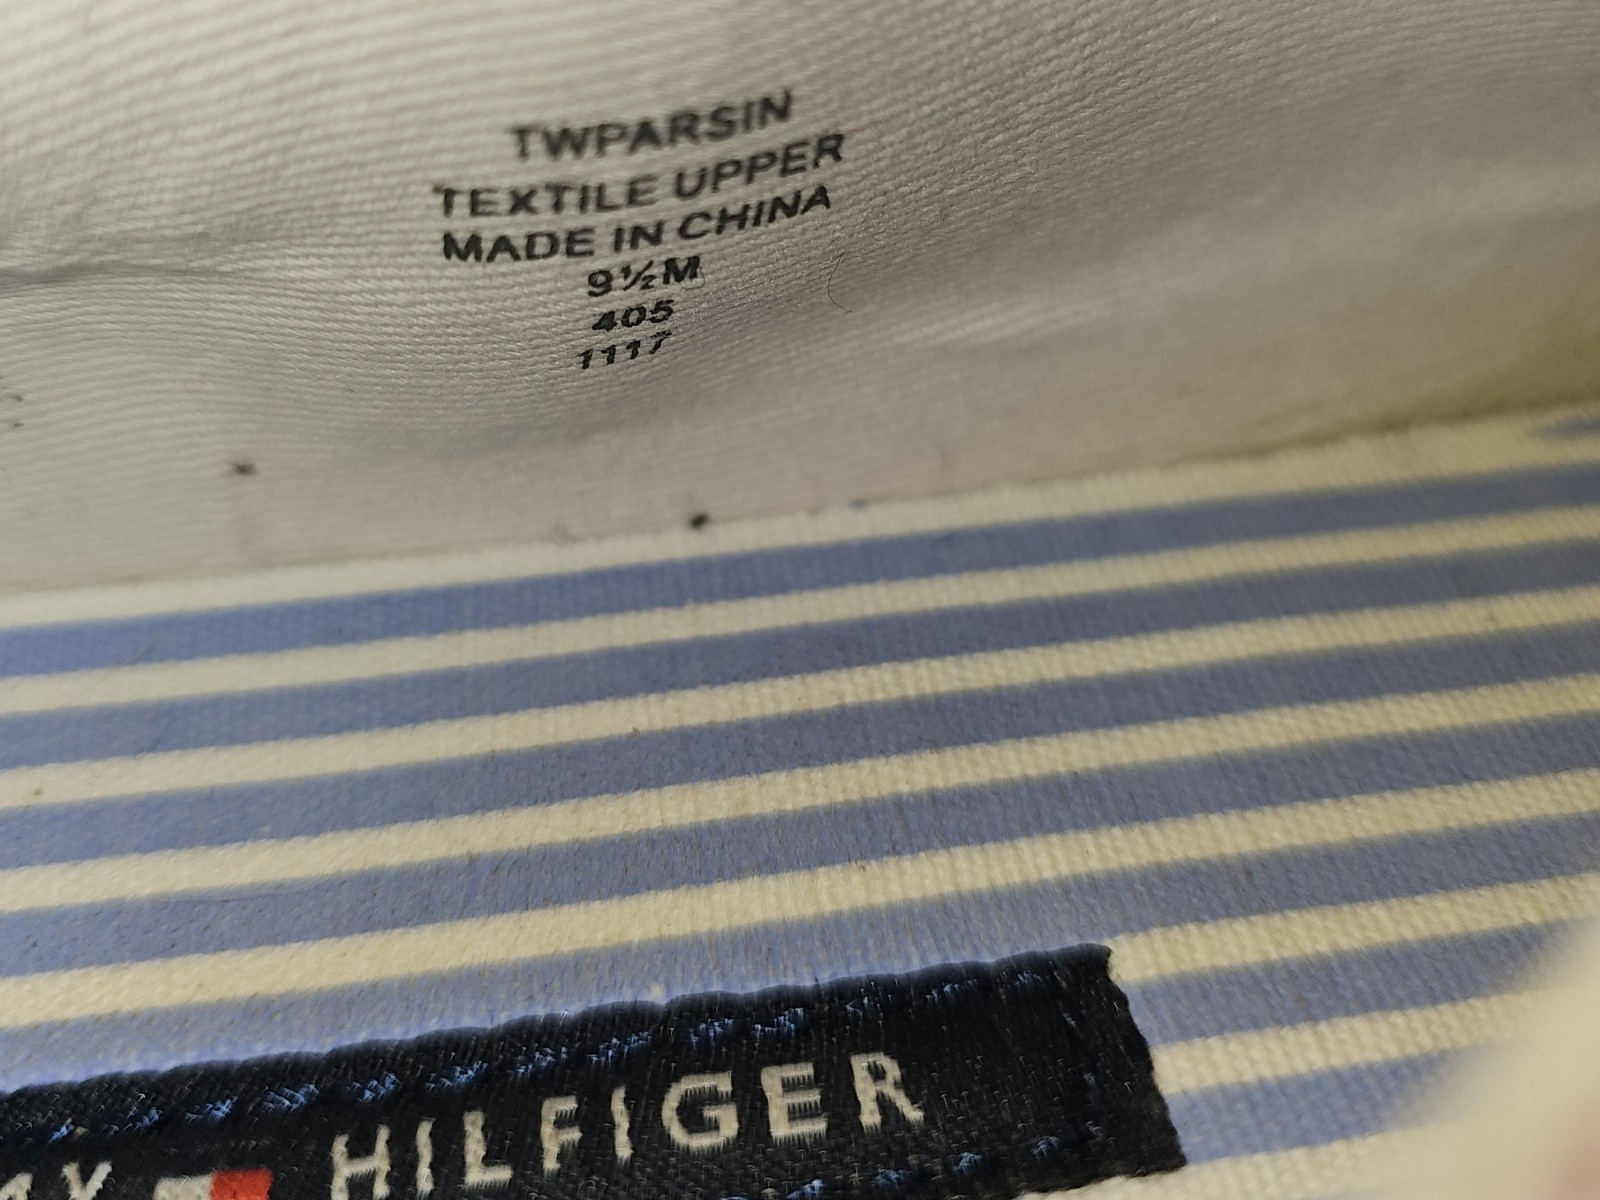 TWPARSIN
TEXTILE UPPER
MADE IN CHINA
9½M
405
1117
HILFIGER